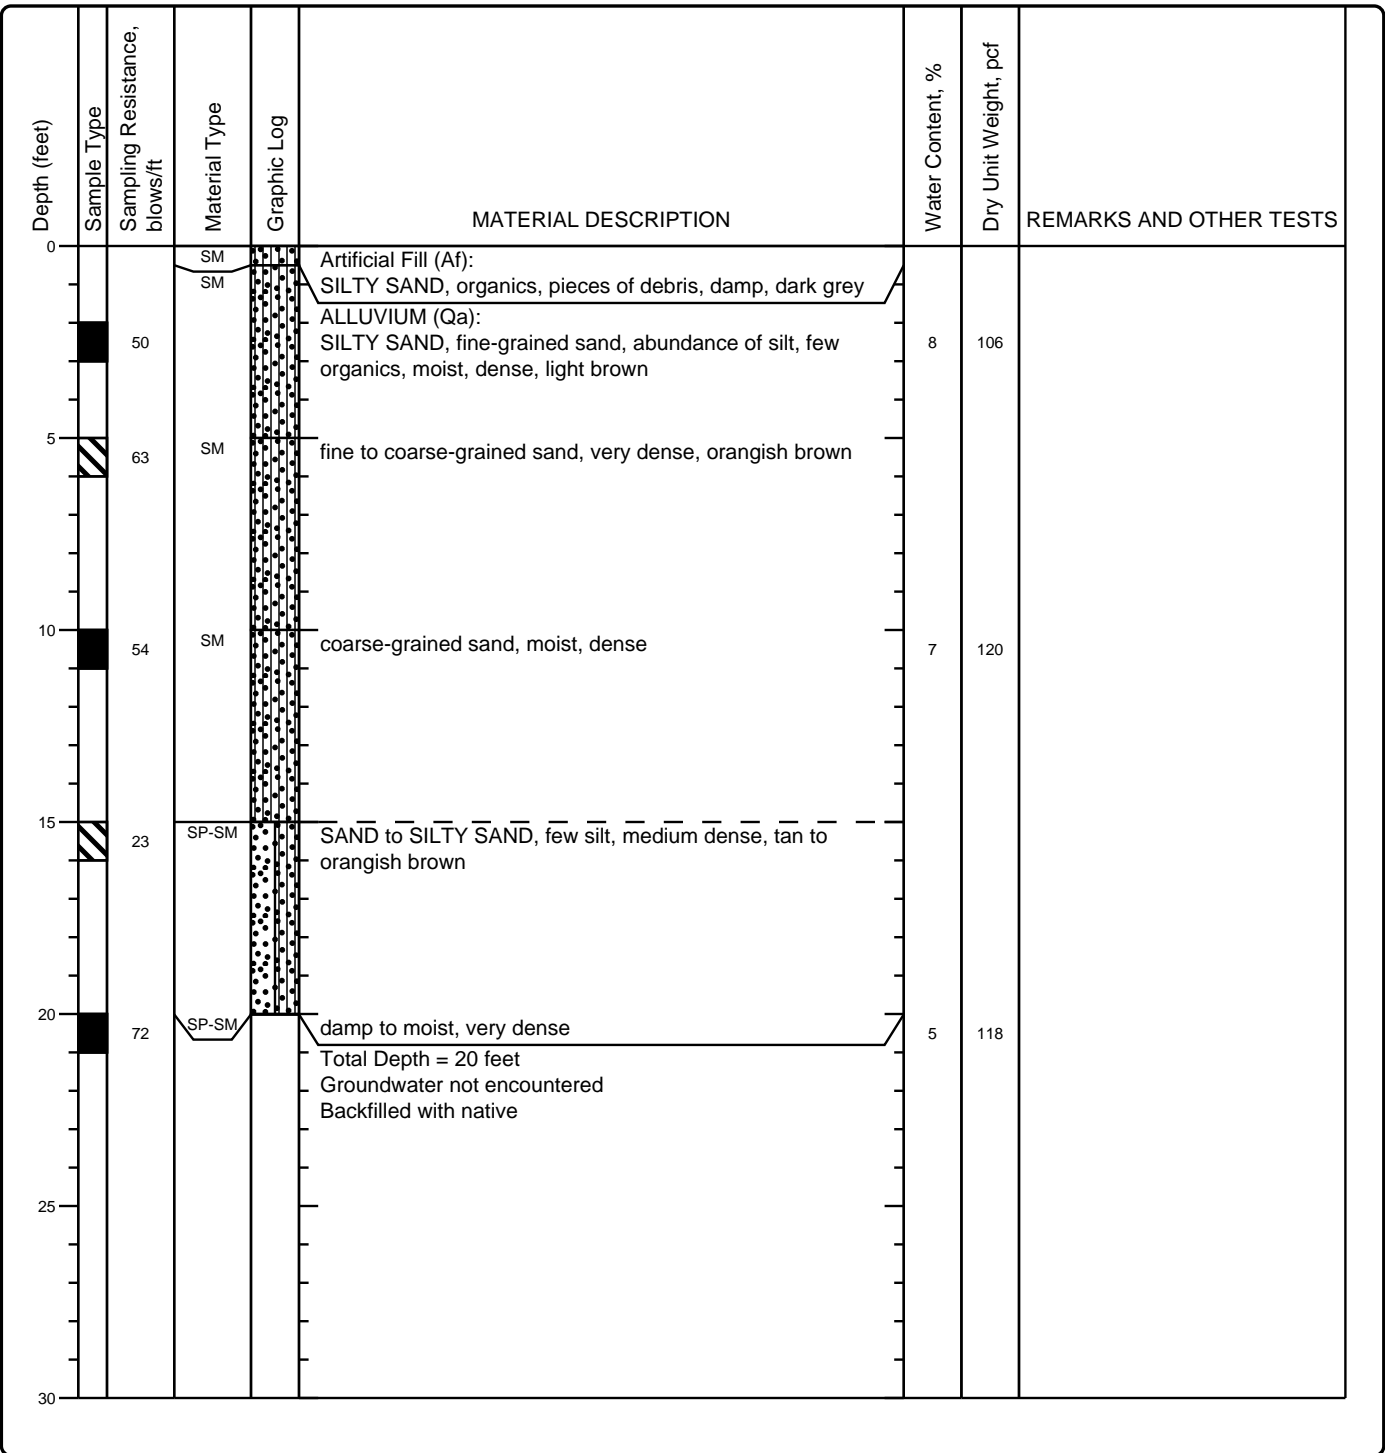 Depth (feet)
Sample Type
Sampling Resistance,
blows/ft
Material Type
Graphic Log
MATERIAL DESCRIPTION
Water Content, %
Dry Unit Weight, pcf
REMARKS AND OTHER TESTS
0
SM
Artificial Fill (Af):
SM
SILTY SAND, organics, pieces of debris, damp, dark grey
ALLUVIUM (Qa):
50
SILTY SAND, fine-grained sand, abundance of silt, few
8
106
organics, moist, dense, light brown
5
63
SM
fine to coarse-grained sand, very dense, orangish brown
10
54
SM
coarse-grained sand, moist, dense
7
120
15
23
SP-SM
SAND to SILTY SAND, few silt, medium dense, tan to
orangish brown
20
72
SP-SM
damp to moist, very dense
5
118
Total Depth = 20 feet
Groundwater not encountered
Backfilled with native
25
30